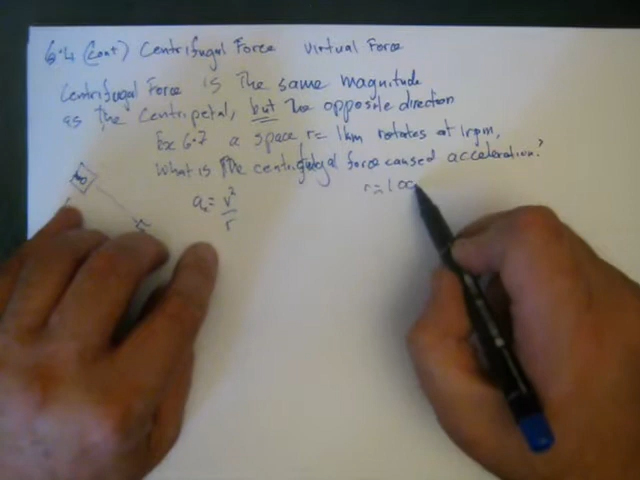 6.4 (cont) Centrifugal Force Virtual Force
Centrifugal Force is the same magnitude
as the Centripetal, but the opposite direction
Ex 6.7 a space r = 1km rotates at 1rpm,
What is the centrifugal force caused acceleration?
r = 100
a_c = v²/r